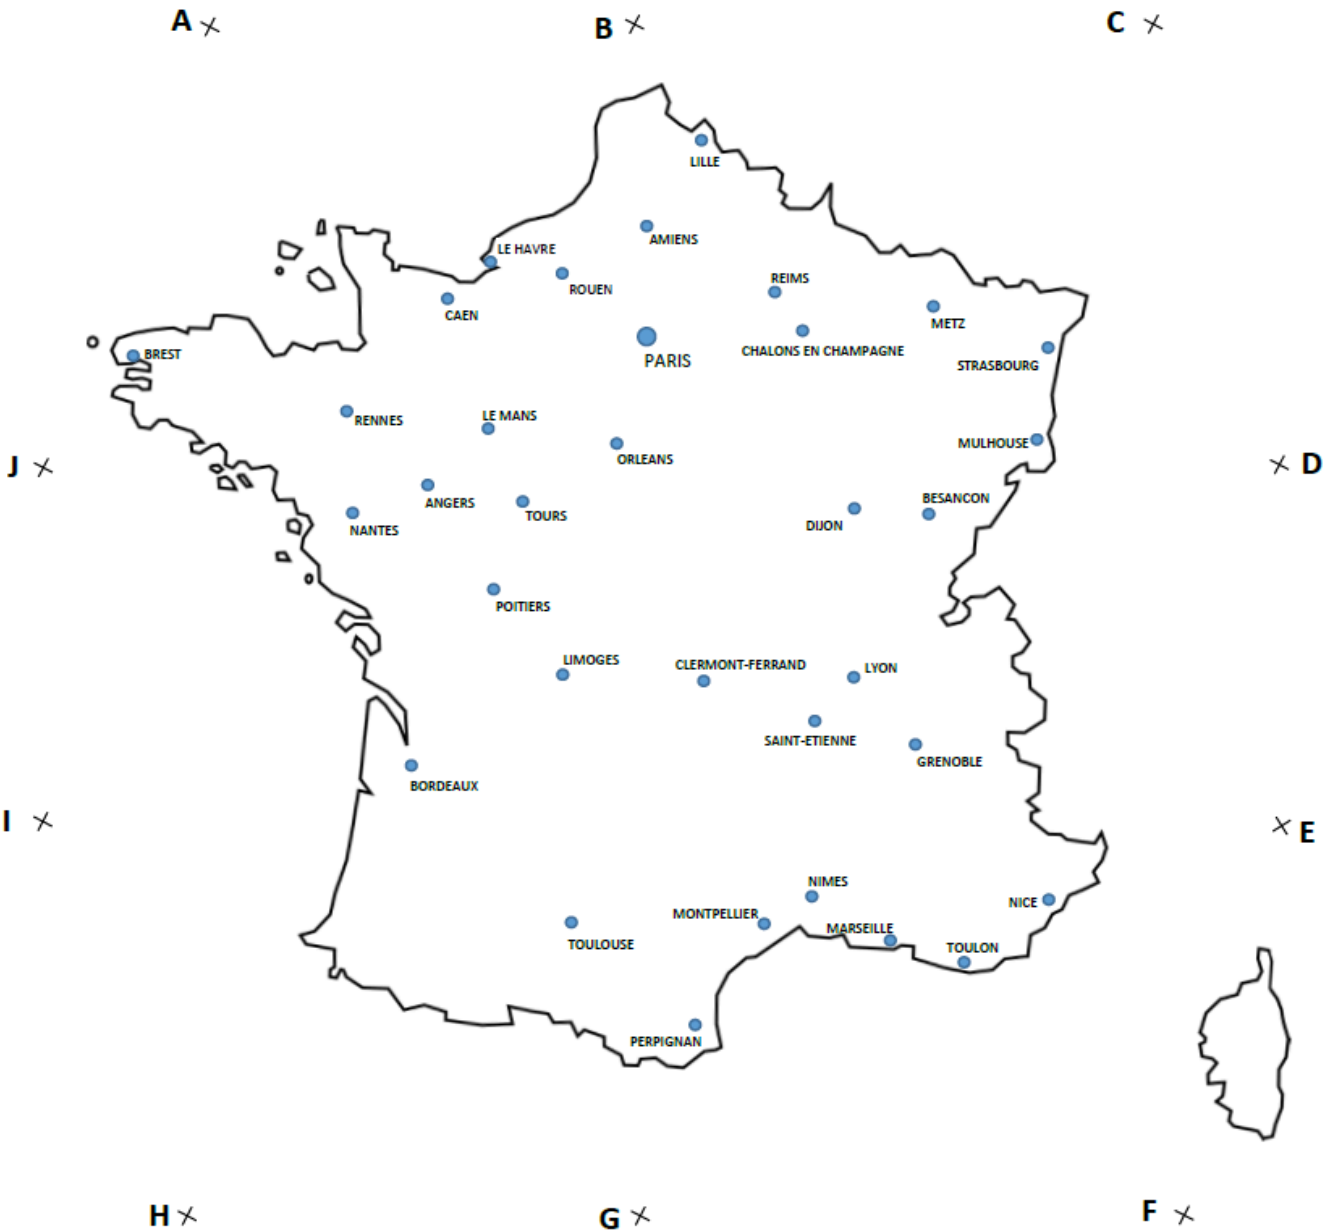 A
B
C
LILLE
AMIENS
LE HAVRE
ROUEN
REIMS
CAEN
METZ
PARIS
CHALONS EN CHAMPAGNE
BREST
STRASBOURG
RENNES
LE MANS
MULHOUSE
ORLEANS
J
D
ANGERS
BESANCON
TOURS
DIJON
NANTES
POITIERS
LIMOGES
CLERMONT-FERRAND
LYON
SAINT-ETIENNE
GRENOBLE
BORDEAUX
I
E
NIMES
NICE
MONTPELLIER
MARSEILLE
TOULOUSE
TOULON
PERPIGNAN
H
G
F